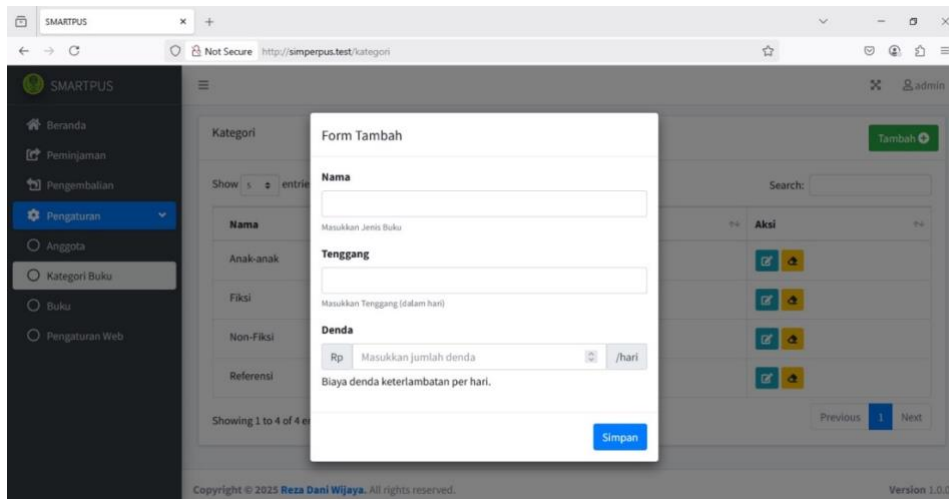 SMARTPUS
Not Secure http://simperpus.test/kategori
SMARTPUS
admin
Beranda
Peminjaman
Pengembalian
Pengaturan
Anggota
Kategori Buku
Buku
Pengaturan Web
Kategori
Tambah
Show 5 entrie
Search:
Nama
Aksi
Anak-anak
Fiksi
Non-Fiksi
Referensi
Showing 1 to 4 of 4 en
Previous 1 Next
Form Tambah
Nama
Masukkan Jenis Buku
Tenggang
Masukkan Tenggang (dalam hari)
Denda
Rp Masukkan jumlah denda /hari
Biaya denda keterlambatan per hari.
Simpan
Copyright © 2025 Reza Dani Wijaya. All rights reserved.
Version 1.0.0